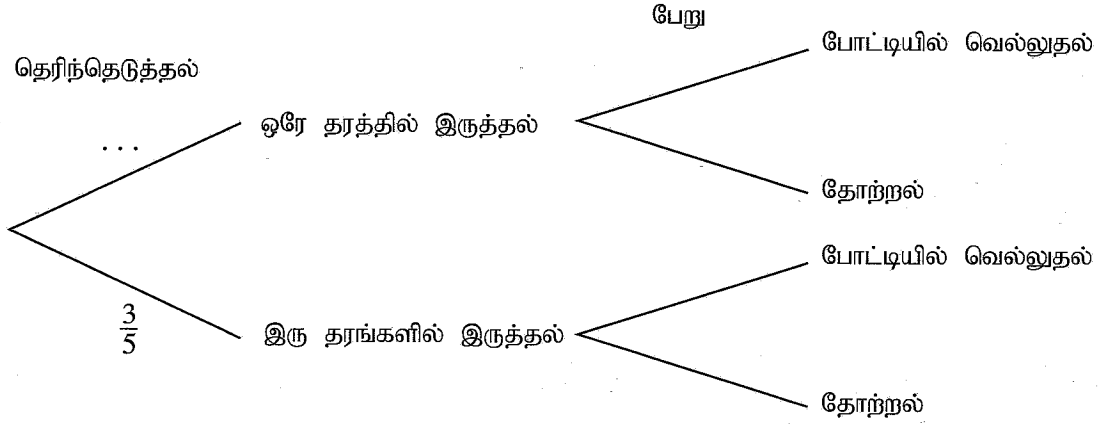 பேறு
போட்டியில் வெல்லுதல்
தெரிந்தெடுத்தல்
ஒரே தரத்தில் இருத்தல்
. . .
தோற்றல்
போட்டியில் வெல்லுதல்
3/5
இரு தரங்களில் இருத்தல்
தோற்றல்